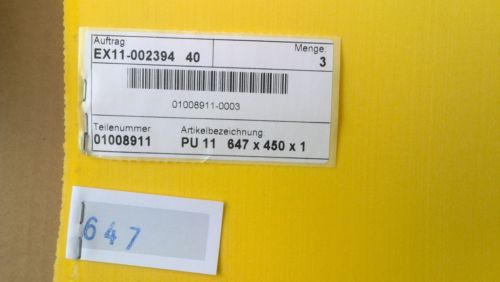 Auftrag: Menge:
EX11-002394 40 3
01008911-0003
Teilenummer Artikelbezeichnung:
01008911 PU 11 647 x 450 x 1
647